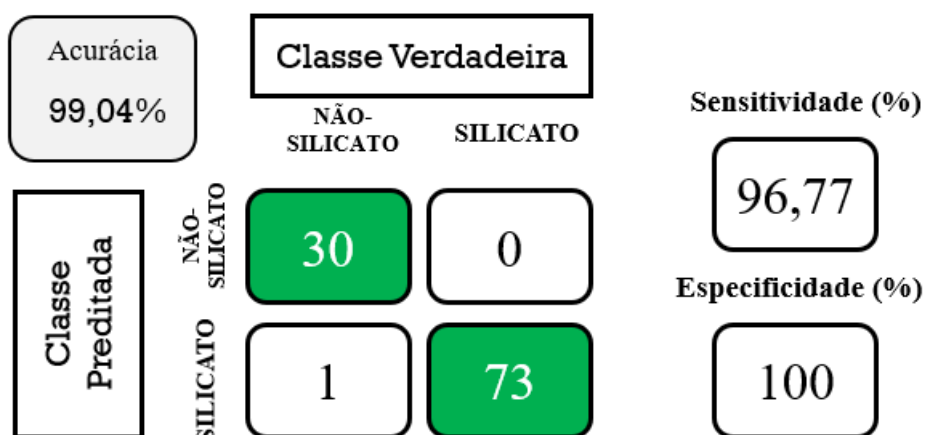 Acurácia
99,04%
Classe Verdadeira
NÃO-
SILICATO
SILICATO
Sensitividade (%)
96,77
Classe
Preditada
NÃO-
SILICATO
30
0
Especificidade (%)
SILICATO
1
73
100